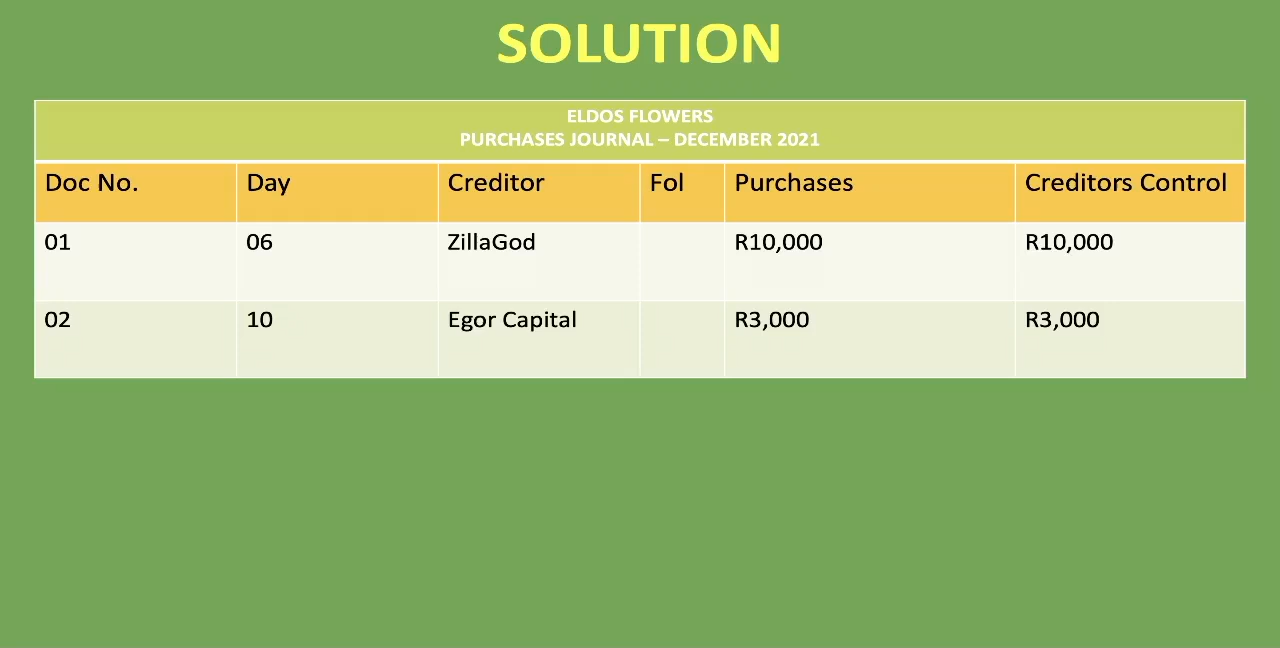 SOLUTION
ELDOS FLOWERS
PURCHASES JOURNAL – DECEMBER 2021
Doc No. Day Creditor Fol Purchases Creditors Control
01 06 ZillaGod R10,000 R10,000
02 10 Egor Capital R3,000 R3,000